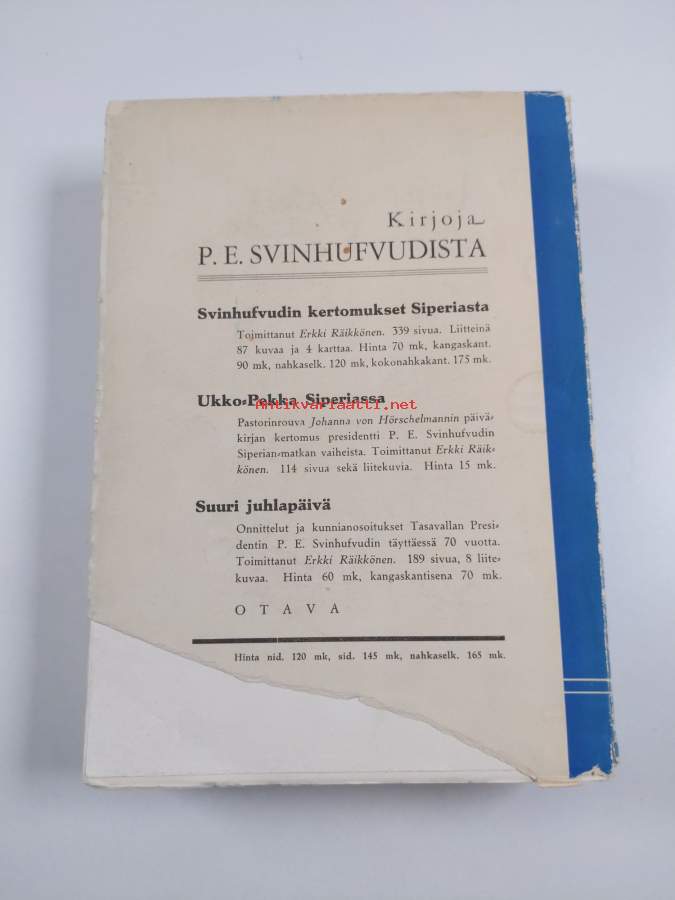 Kirjoja
P. E. SVINHUFVUDISTA
Svinhufvudin kertomukset Siperiasta
Toimittanut Erkki Räikkönen. 339 sivua. Liitteinä
87 kuvaa ja 4 karttaa. Hinta 70 mk, kangaskant.
90 mk, nahkaselk. 120 mk, kokonahkakant. 175 mk.
Ukko-Pekka Siperiassa
Antikvariaatti.net
Pastorinrouva Johanna von Hörschelmannin päivä-
kirjan kertomus presidentti P. E. Svinhufvudin
Siperian-matkan vaiheista. Toimittanut Erkki Räik-
könen. 114 sivua sekä liitekuvia. Hinta 15 mk.
Suuri juhlapäivä
Onnittelut ja kunnianosoitukset Tasavallan Presi-
dentin P. E. Svinhufvudin täyttäessä 70 vuotta.
Toimittanut Erkki Räikkönen. 189 sivua, 8 liite-
kuvaa. Hinta 60 mk, kangaskantisena 70 mk.
OTAVA
Hinta nid. 120 mk, sid. 145 mk, nahkaselk. 165 mk.